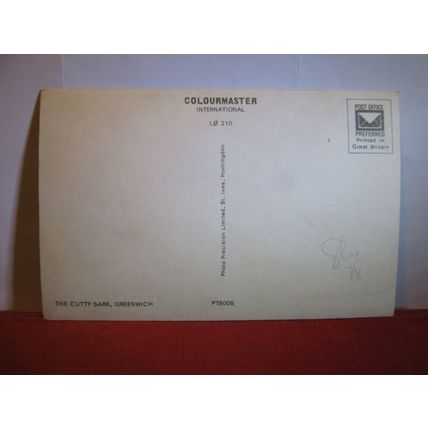 COLOURMASTER
INTERNATIONAL
LØ 210
POST OFFICE
PREFERRED
Printed in
Great Britain
Photo Precision Limited, St. Ives, Huntingdon
THE CUTTY SARK, GREENWICH
PT8006